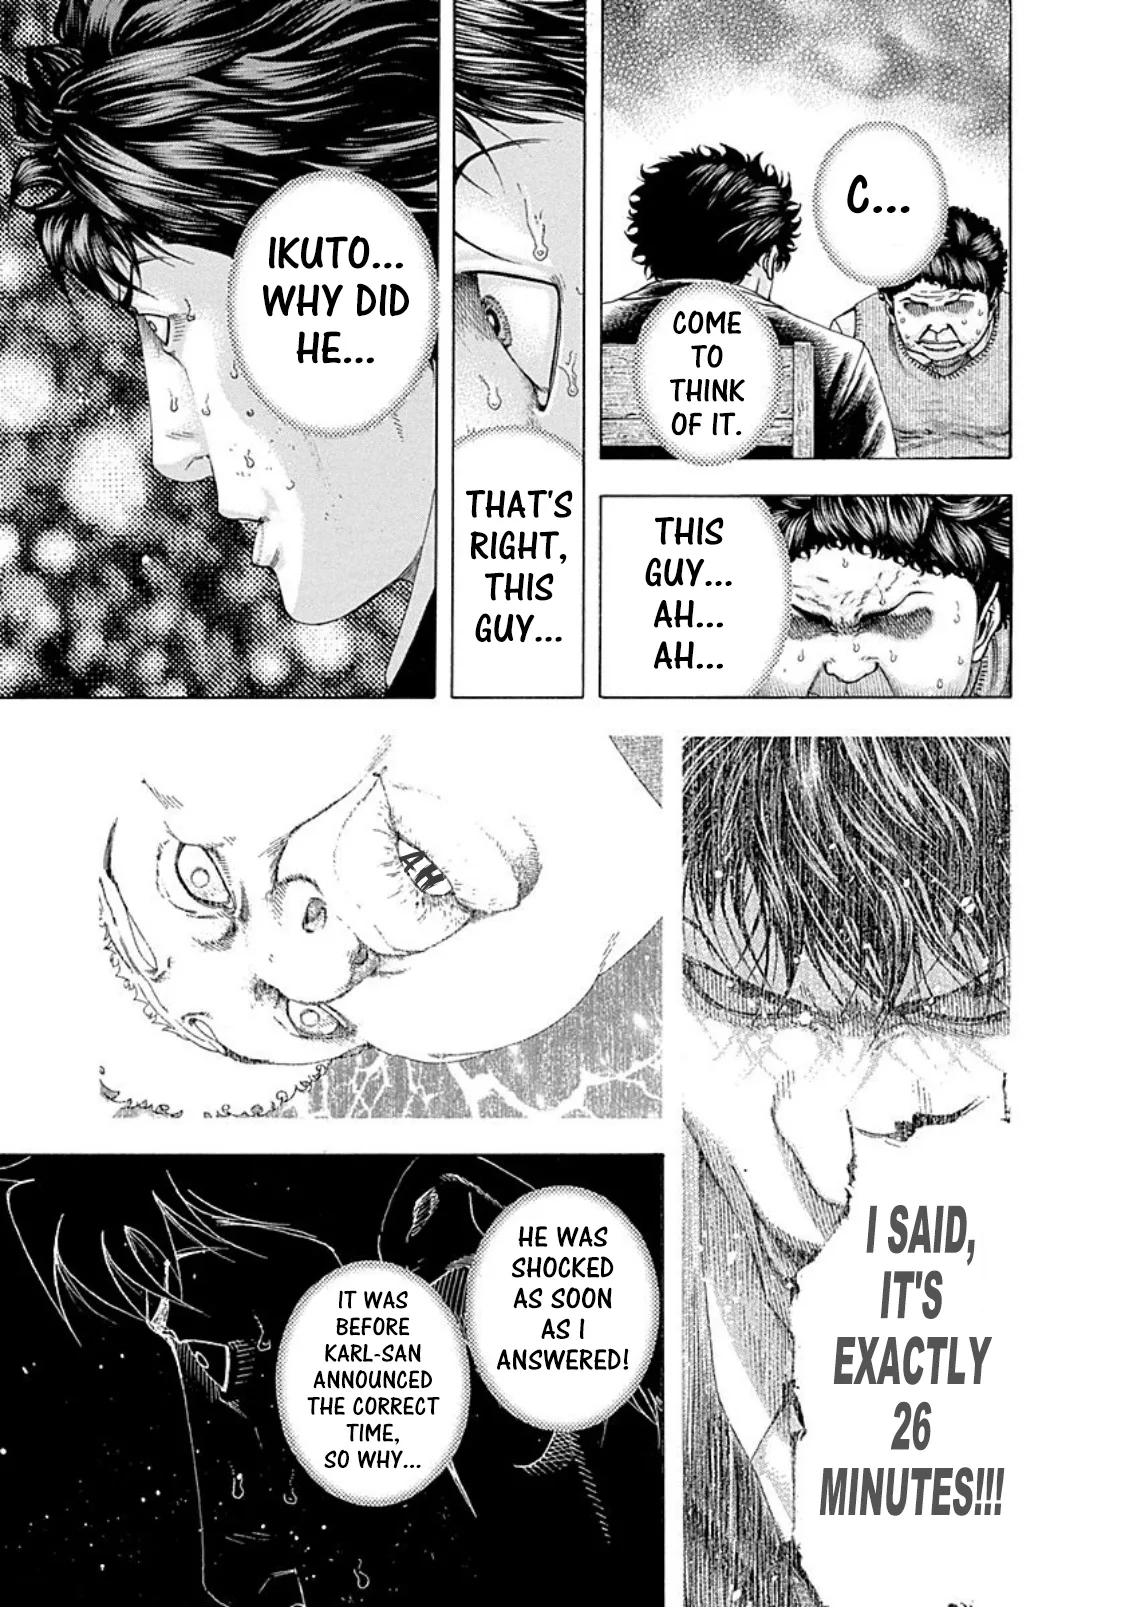 C...
COME
TO
THINK
OF IT.
THIS
GUY...
AH...
AH...
THAT'S
RIGHT,
THIS
GUY...
IKUTO...
WHY DID
HE...
I SAID,
IT'S
EXACTLY
26
MINUTES!!!
AH
HE WAS
SHOCKED
AS SOON
AS I
ANSWERED!
IT WAS
BEFORE
KARL-SAN
ANNOUNCED
THE CORRECT
TIME,
SO WHY...